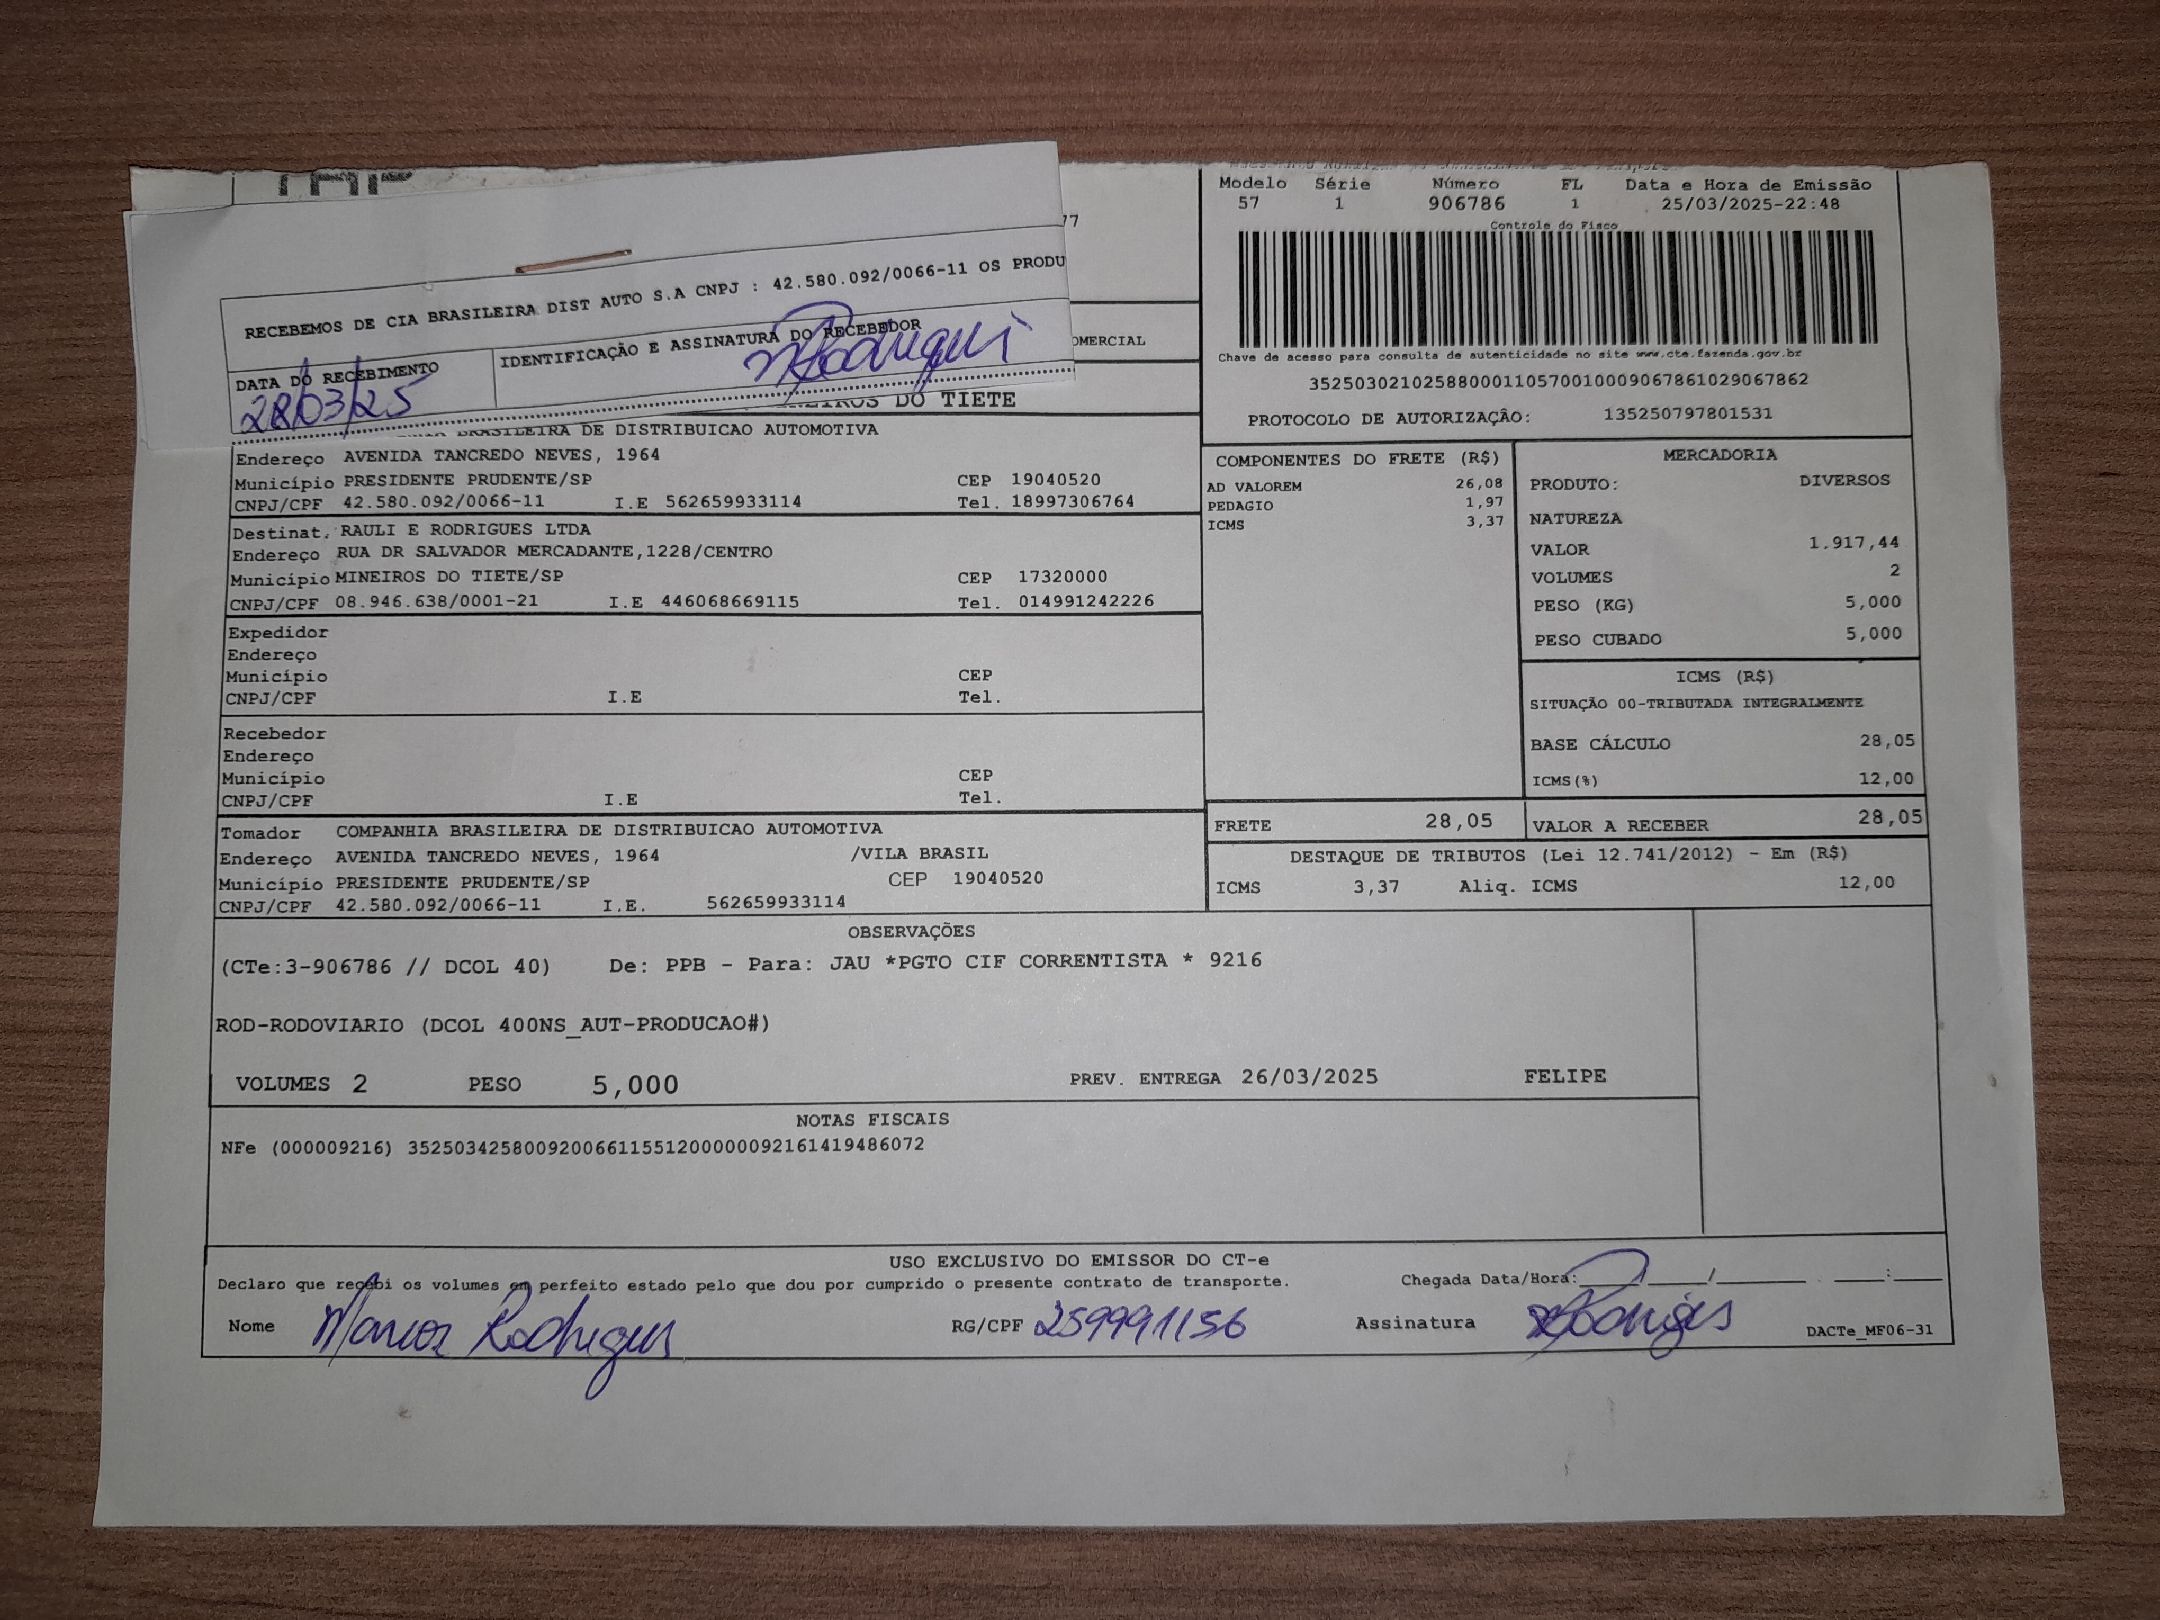 77
RECEBEMOS DE CIA BRASILEIRA DIST AUTO S.A CNPJ : 42.580.092/0066-11 OS PRODU
DATA DO RECEBIMENTO
28/03/25
IDENTIFICAÇÃO E ASSINATURA DO RECEBEDOR
Rodrigues
OMERCIAL
DO TIETE
Modelo Série Número FL Data e Hora de Emissão
57 1 906786 1 25/03/2025-22:48
Controle do Fisco
Chave de acesso para consulta de autenticidade no site www.cte.fazenda.gov.br
35250302102588000110570010009067861029067862
PROTOCOLO DE AUTORIZAÇÂO: 135250797801531
BRASILEIRA DE DISTRIBUICAO AUTOMOTIVA
Endereço AVENIDA TANCREDO NEVES, 1964
Município PRESIDENTE PRUDENTE/SP CEP 19040520
CNPJ/CPF 42.580.092/0066-11 I.E 562659933114 Tel. 18997306764
Destinat. RAULI E RODRIGUES LTDA
Endereço RUA DR SALVADOR MERCADANTE,1228/CENTRO
Município MINEIROS DO TIETE/SP CEP 17320000
CNPJ/CPF 08.946.638/0001-21 I.E 446068669115 Tel. 014991242226
Expedidor
Endereço
Município CEP
CNPJ/CPF I.E Tel.
Recebedor
Endereço
Município CEP
CNPJ/CPF I.E Tel.
Tomador COMPANHIA BRASILEIRA DE DISTRIBUICAO AUTOMOTIVA
Endereço AVENIDA TANCREDO NEVES, 1964 /VILA BRASIL
Município PRESIDENTE PRUDENTE/SP CEP 19040520
CNPJ/CPF 42.580.092/0066-11 I.E. 562659933114
COMPONENTES DO FRETE (R$)
AD VALOREM 26,08
PEDAGIO 1,97
ICMS 3,37
MERCADORIA
PRODUTO: DIVERSOS
NATUREZA
VALOR 1.917,44
VOLUMES 2
PESO (KG) 5,000
PESO CUBADO 5,000
ICMS (R$)
SITUAÇÃO 00-TRIBUTADA INTEGRALMENTE
BASE CÁLCULO 28,05
ICMS(%) 12,00
FRETE 28,05 VALOR A RECEBER 28,05
DESTAQUE DE TRIBUTOS (Lei 12.741/2012) - Em (R$)
ICMS 3,37 Aliq. ICMS 12,00
OBSERVAÇÕES
(CTe:3-906786 // DCOL 40) De: PPB - Para: JAU *PGTO CIF CORRENTISTA * 9216
ROD-RODOVIARIO (DCOL 400NS_AUT-PRODUCAO#)
VOLUMES 2 PESO 5,000 PREV. ENTREGA 26/03/2025 FELIPE
NOTAS FISCAIS
NFe (000009216) 35250342580092006611551200000092161419486072
USO EXCLUSIVO DO EMISSOR DO CT-e
Declaro que recebi os volumes em perfeito estado pelo que dou por cumprido o presente contrato de transporte. Chegada Data/Hora:____/____/______ ___:___
Nome Marcos Rodrigues RG/CPF 259991156 Assinatura Rodrigues DACTe_MF06-31